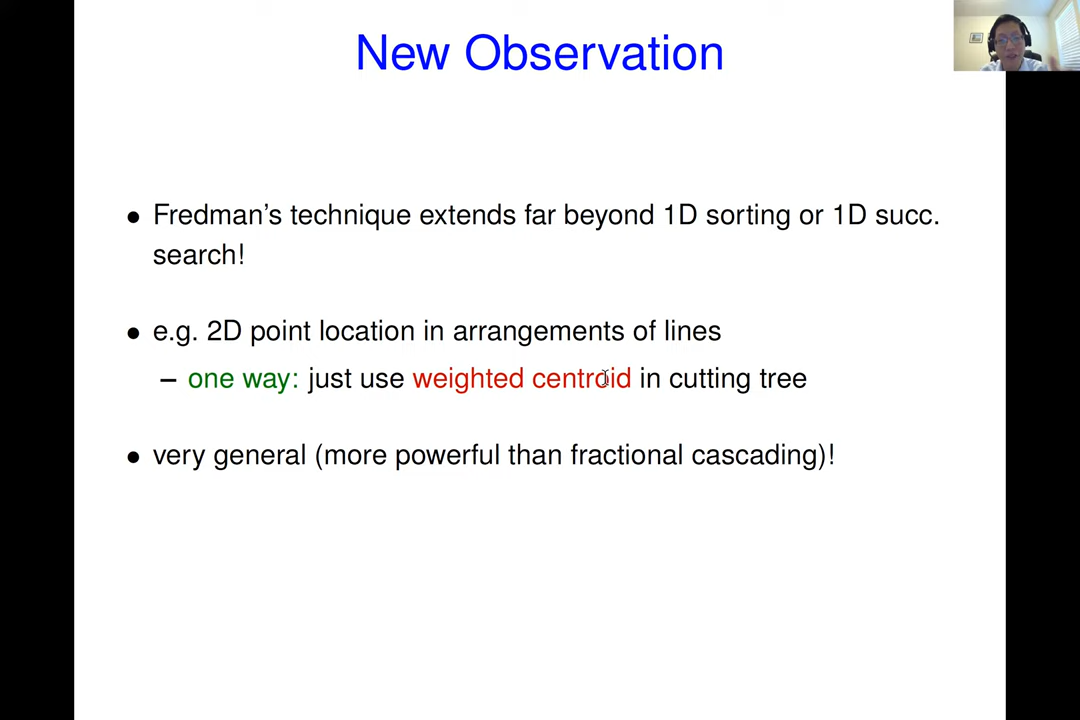 New Observation
• Fredman's technique extends far beyond 1D sorting or 1D succ.
search!
• e.g. 2D point location in arrangements of lines
– one way: just use weighted centroid in cutting tree
• very general (more powerful than fractional cascading)!